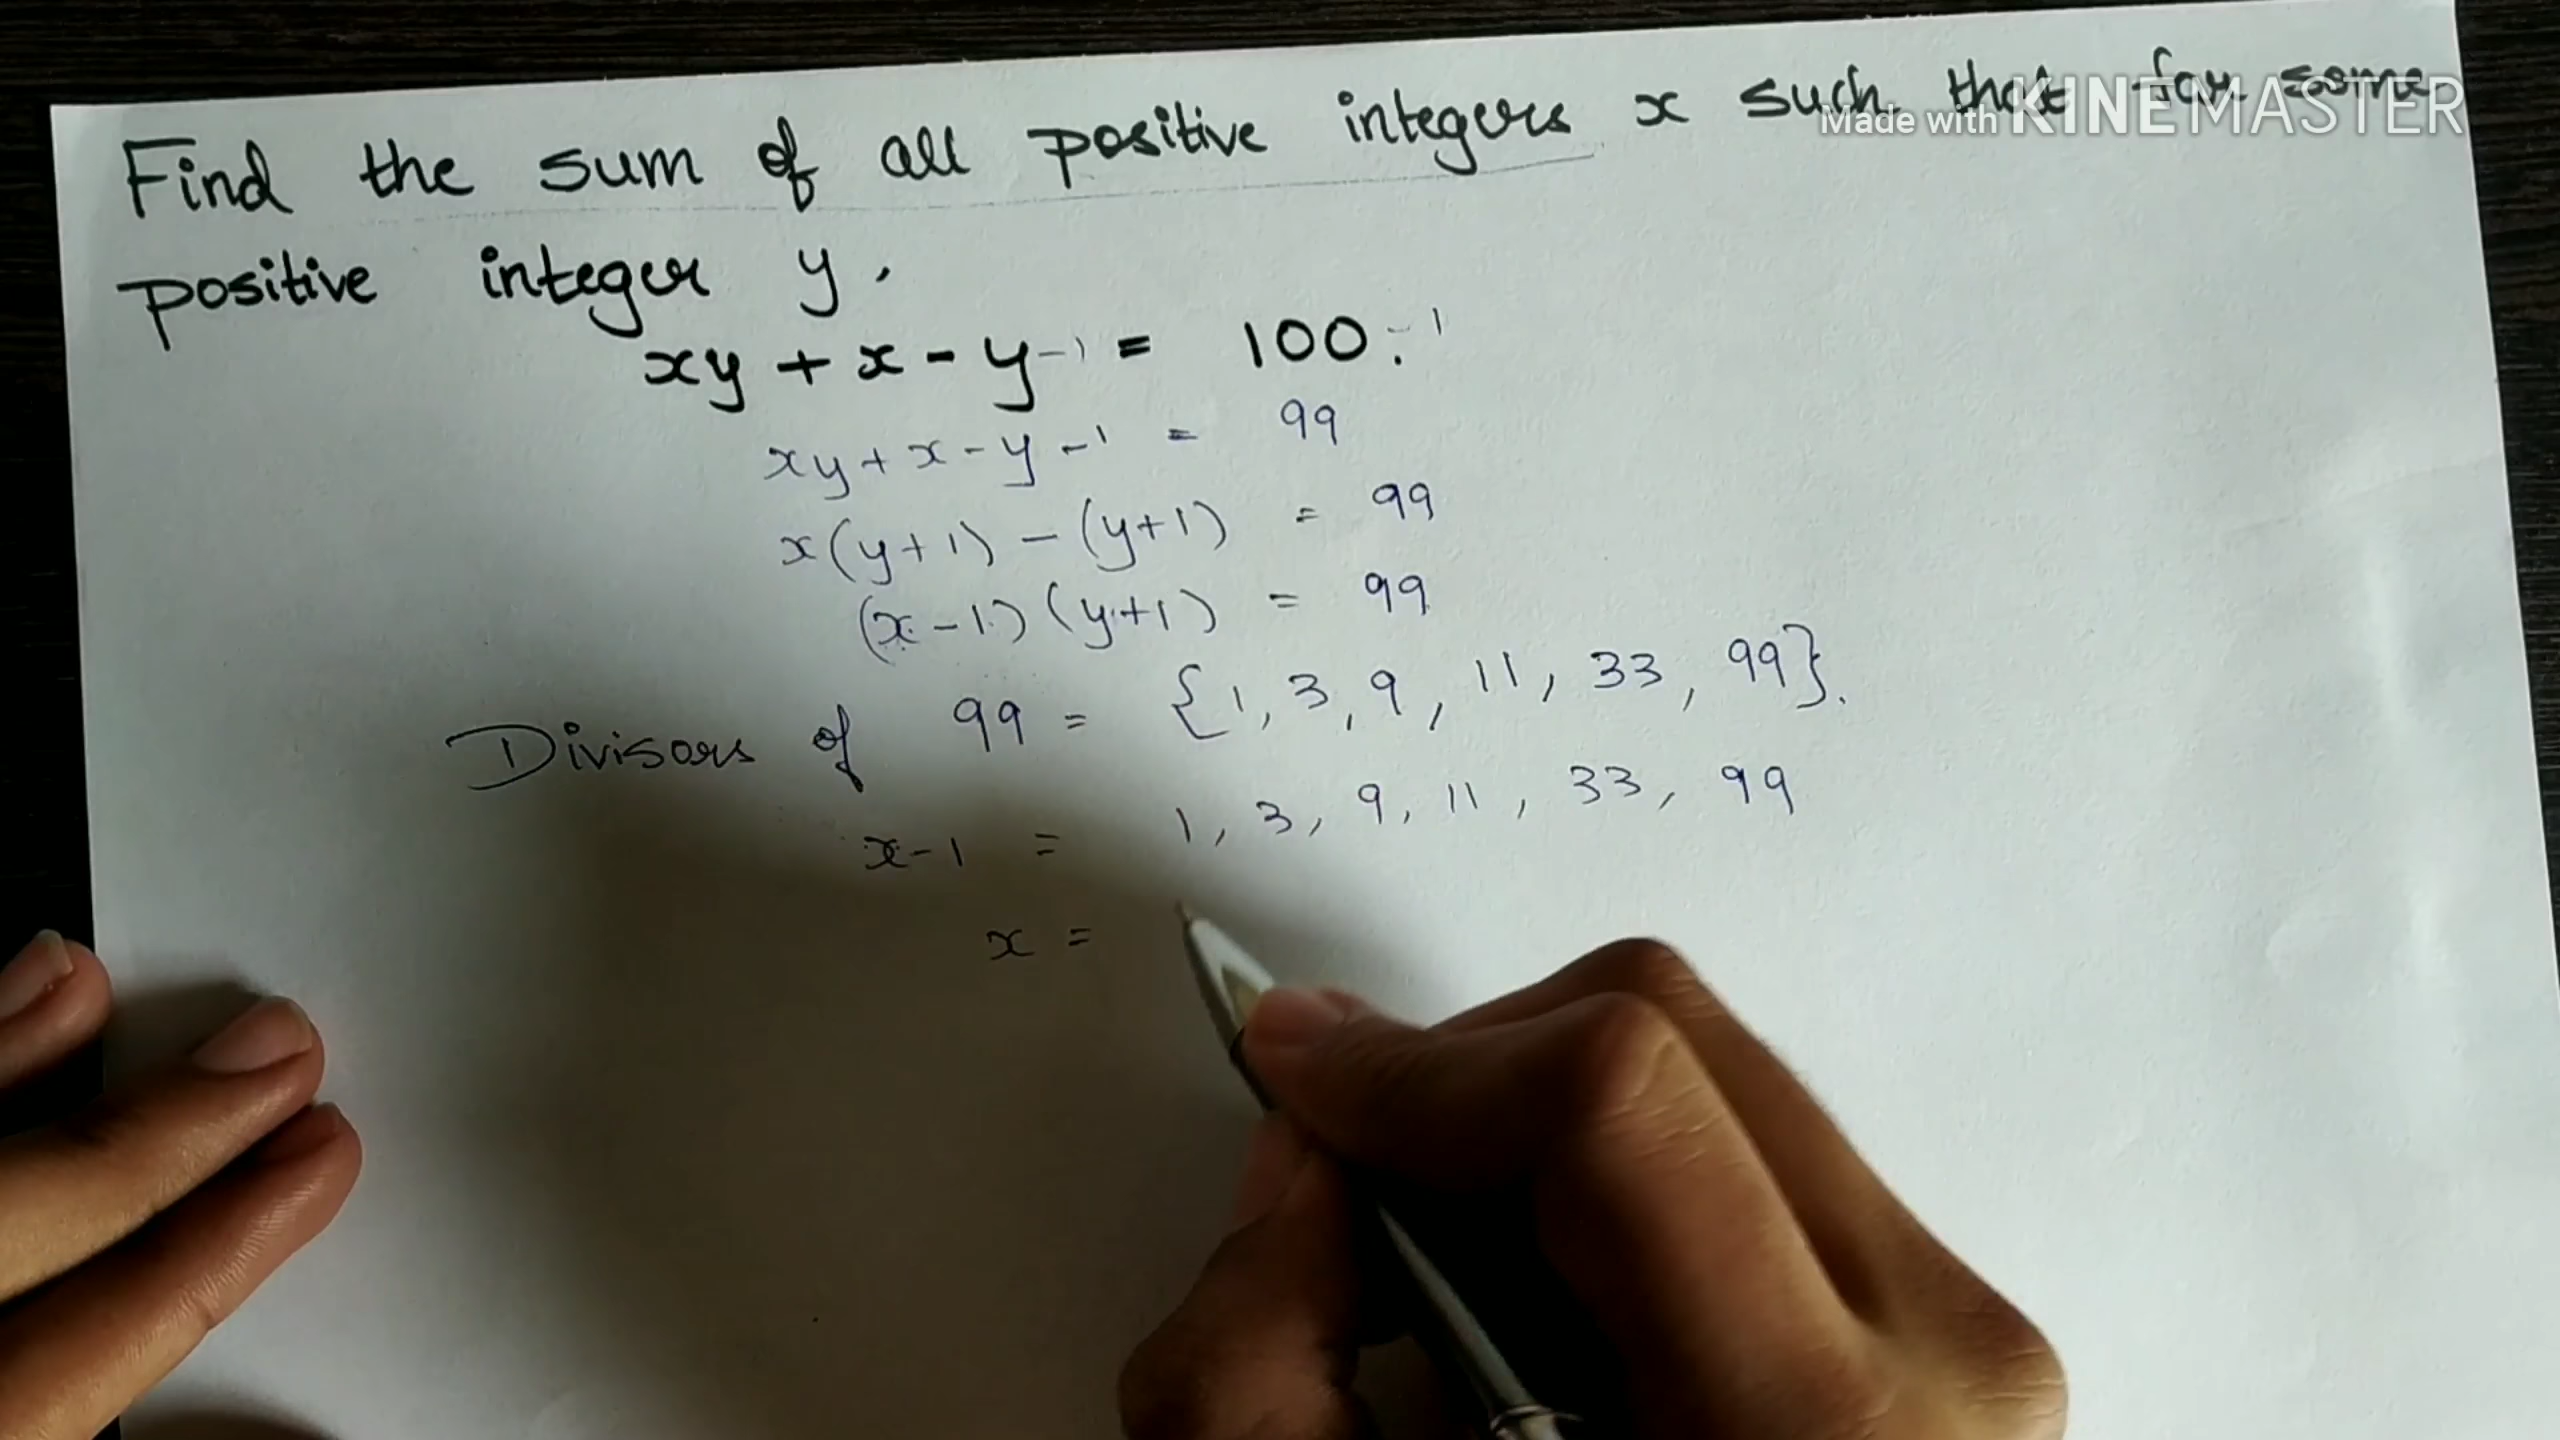 Find the sum of all positive integers x such that for some
Made with KINEMASTER
positive integer y.
xy + x - y - 1 = 100. - 1
xy + x - y - 1 = 99
x(y+1) - (y+1) = 99
(x-1)(y+1) = 99
Divisors of 99 = {1, 3, 9, 11, 33, 99}.
x-1 = 1, 3, 9, 11, 33, 99
x =